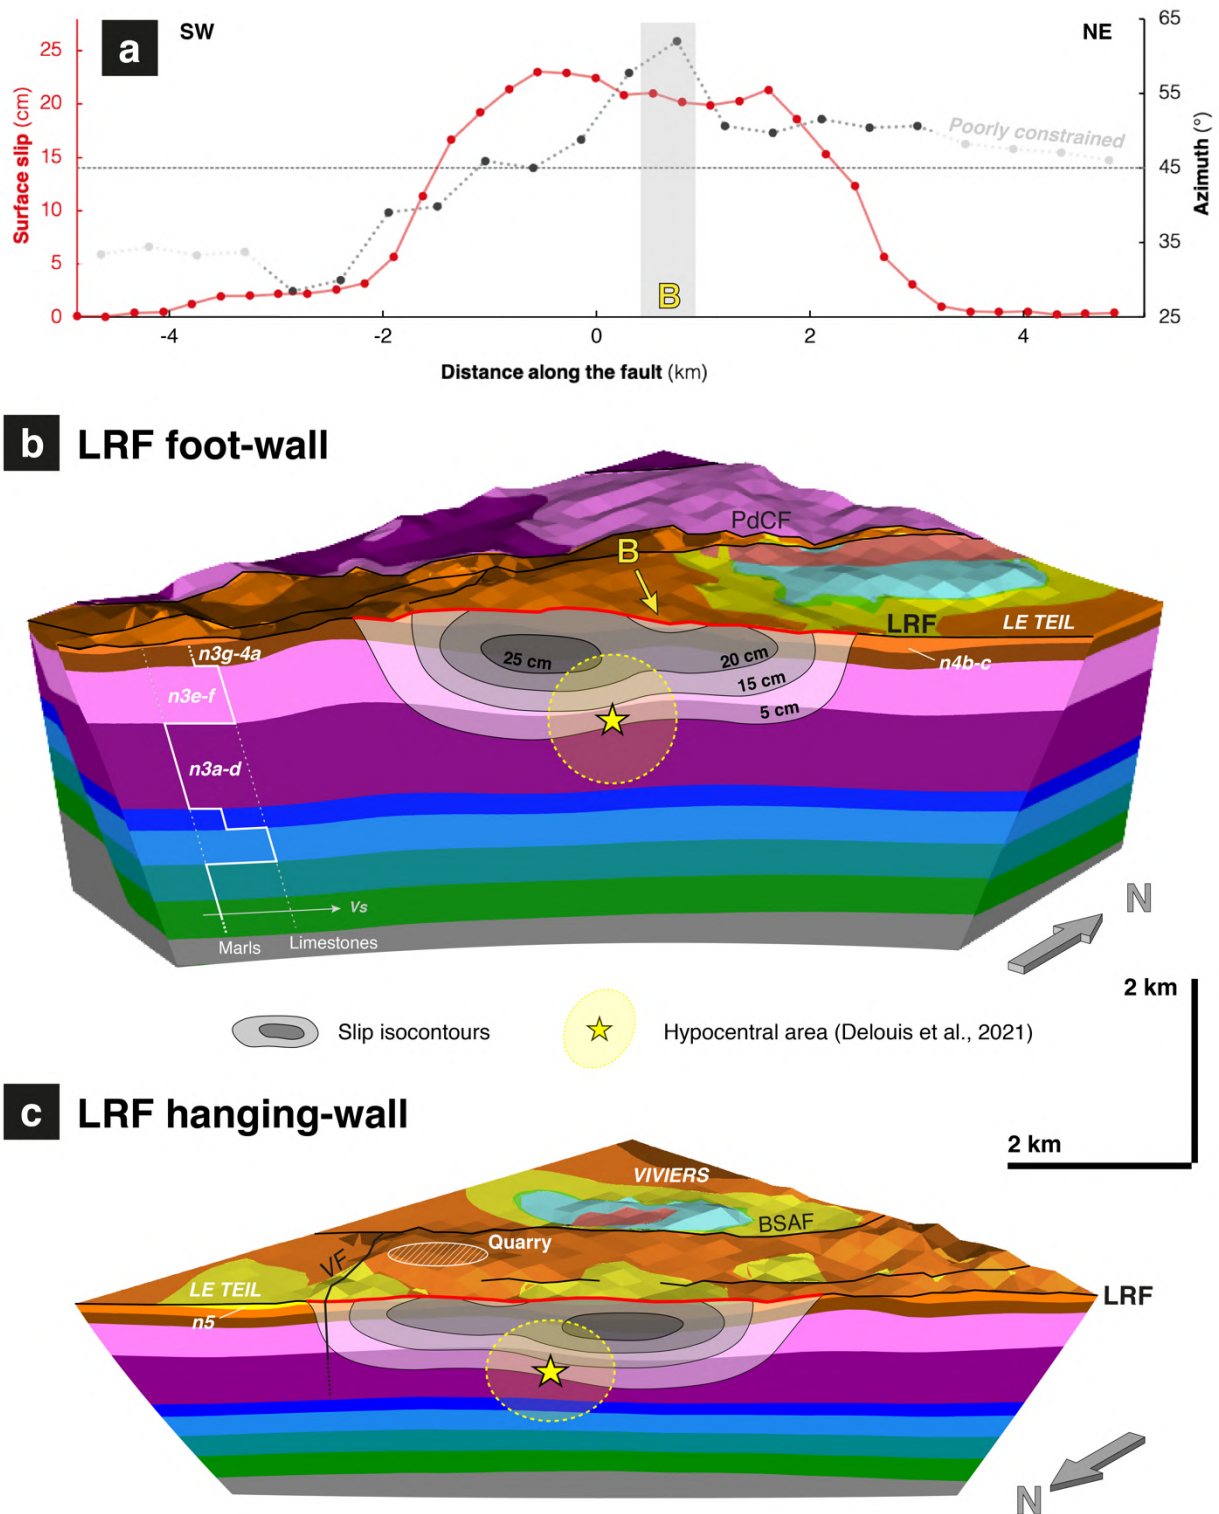 a
SW
NE
25
20
15
10
5
0
Surface slip (cm)
65
55
45
35
25
Azimuth (°)
Poorly constrained
B
-4
-2
0
2
4
Distance along the fault (km)
b LRF foot-wall
PdCF
B
LRF
LE TEIL
n3g-4a
n4b-c
n3e-f
25 cm
20 cm
15 cm
5 cm
n3a-d
Vs
Marls
Limestones
N
2 km
Slip isocontours
Hypocentral area (Delouis et al., 2021)
c LRF hanging-wall
2 km
VIVIERS
BSAF
Quarry
VF
LE TEIL
LRF
n5
N